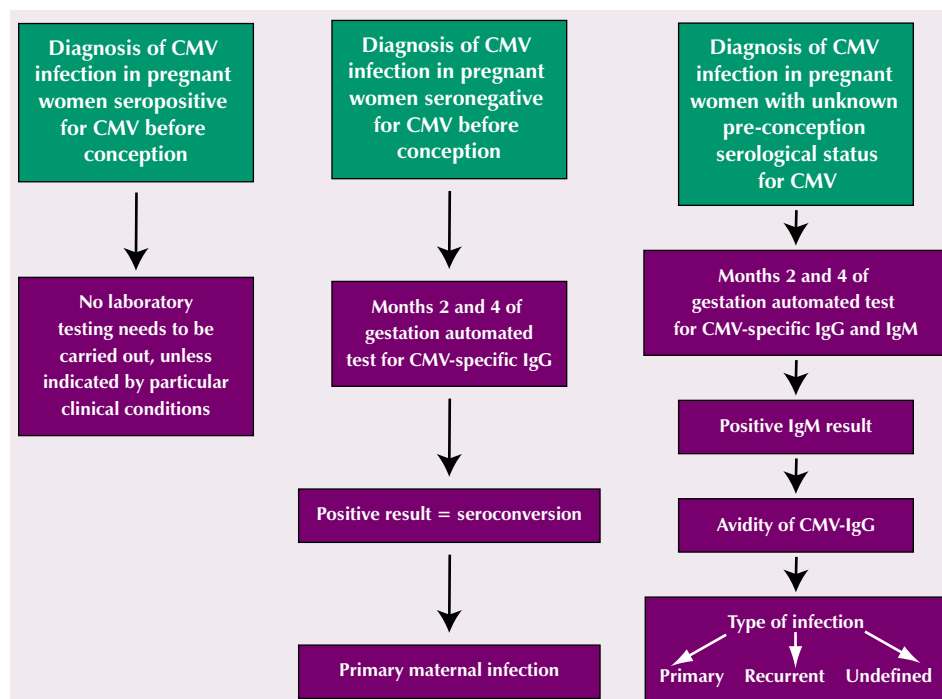 Diagnosis of CMV
infection in pregnant
women seropositive
for CMV before
conception
No laboratory
testing needs to be
carried out, unless
indicated by particular
clinical conditions
Diagnosis of CMV
infection in pregnant
women seronegative
for CMV before
conception
Months 2 and 4 of
gestation automated
test for CMV-specific IgG
Positive result = seroconversion
Primary maternal infection
Diagnosis of CMV
infection in pregnant
women with unknown
pre-conception
serological status
for CMV
Months 2 and 4 of
gestation automated test
for CMV-specific IgG and IgM
Positive IgM result
Avidity of CMV-IgG
Type of infection
Primary Recurrent Undefined